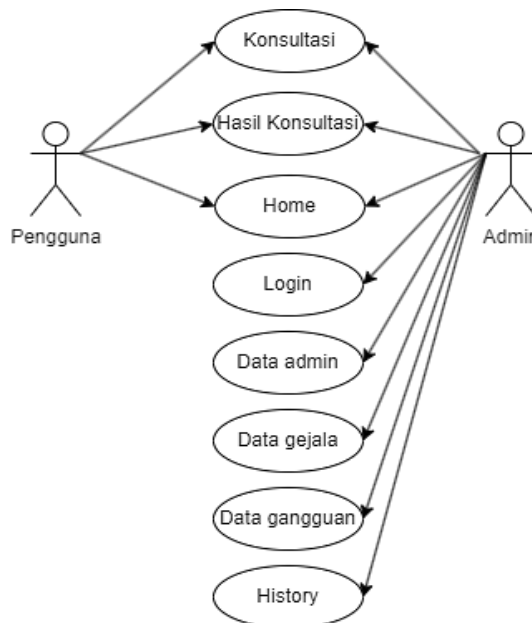 Konsultasi
Hasil Konsultasi
Home
Pengguna
Admin
Login
Data admin
Data gejala
Data gangguan
History